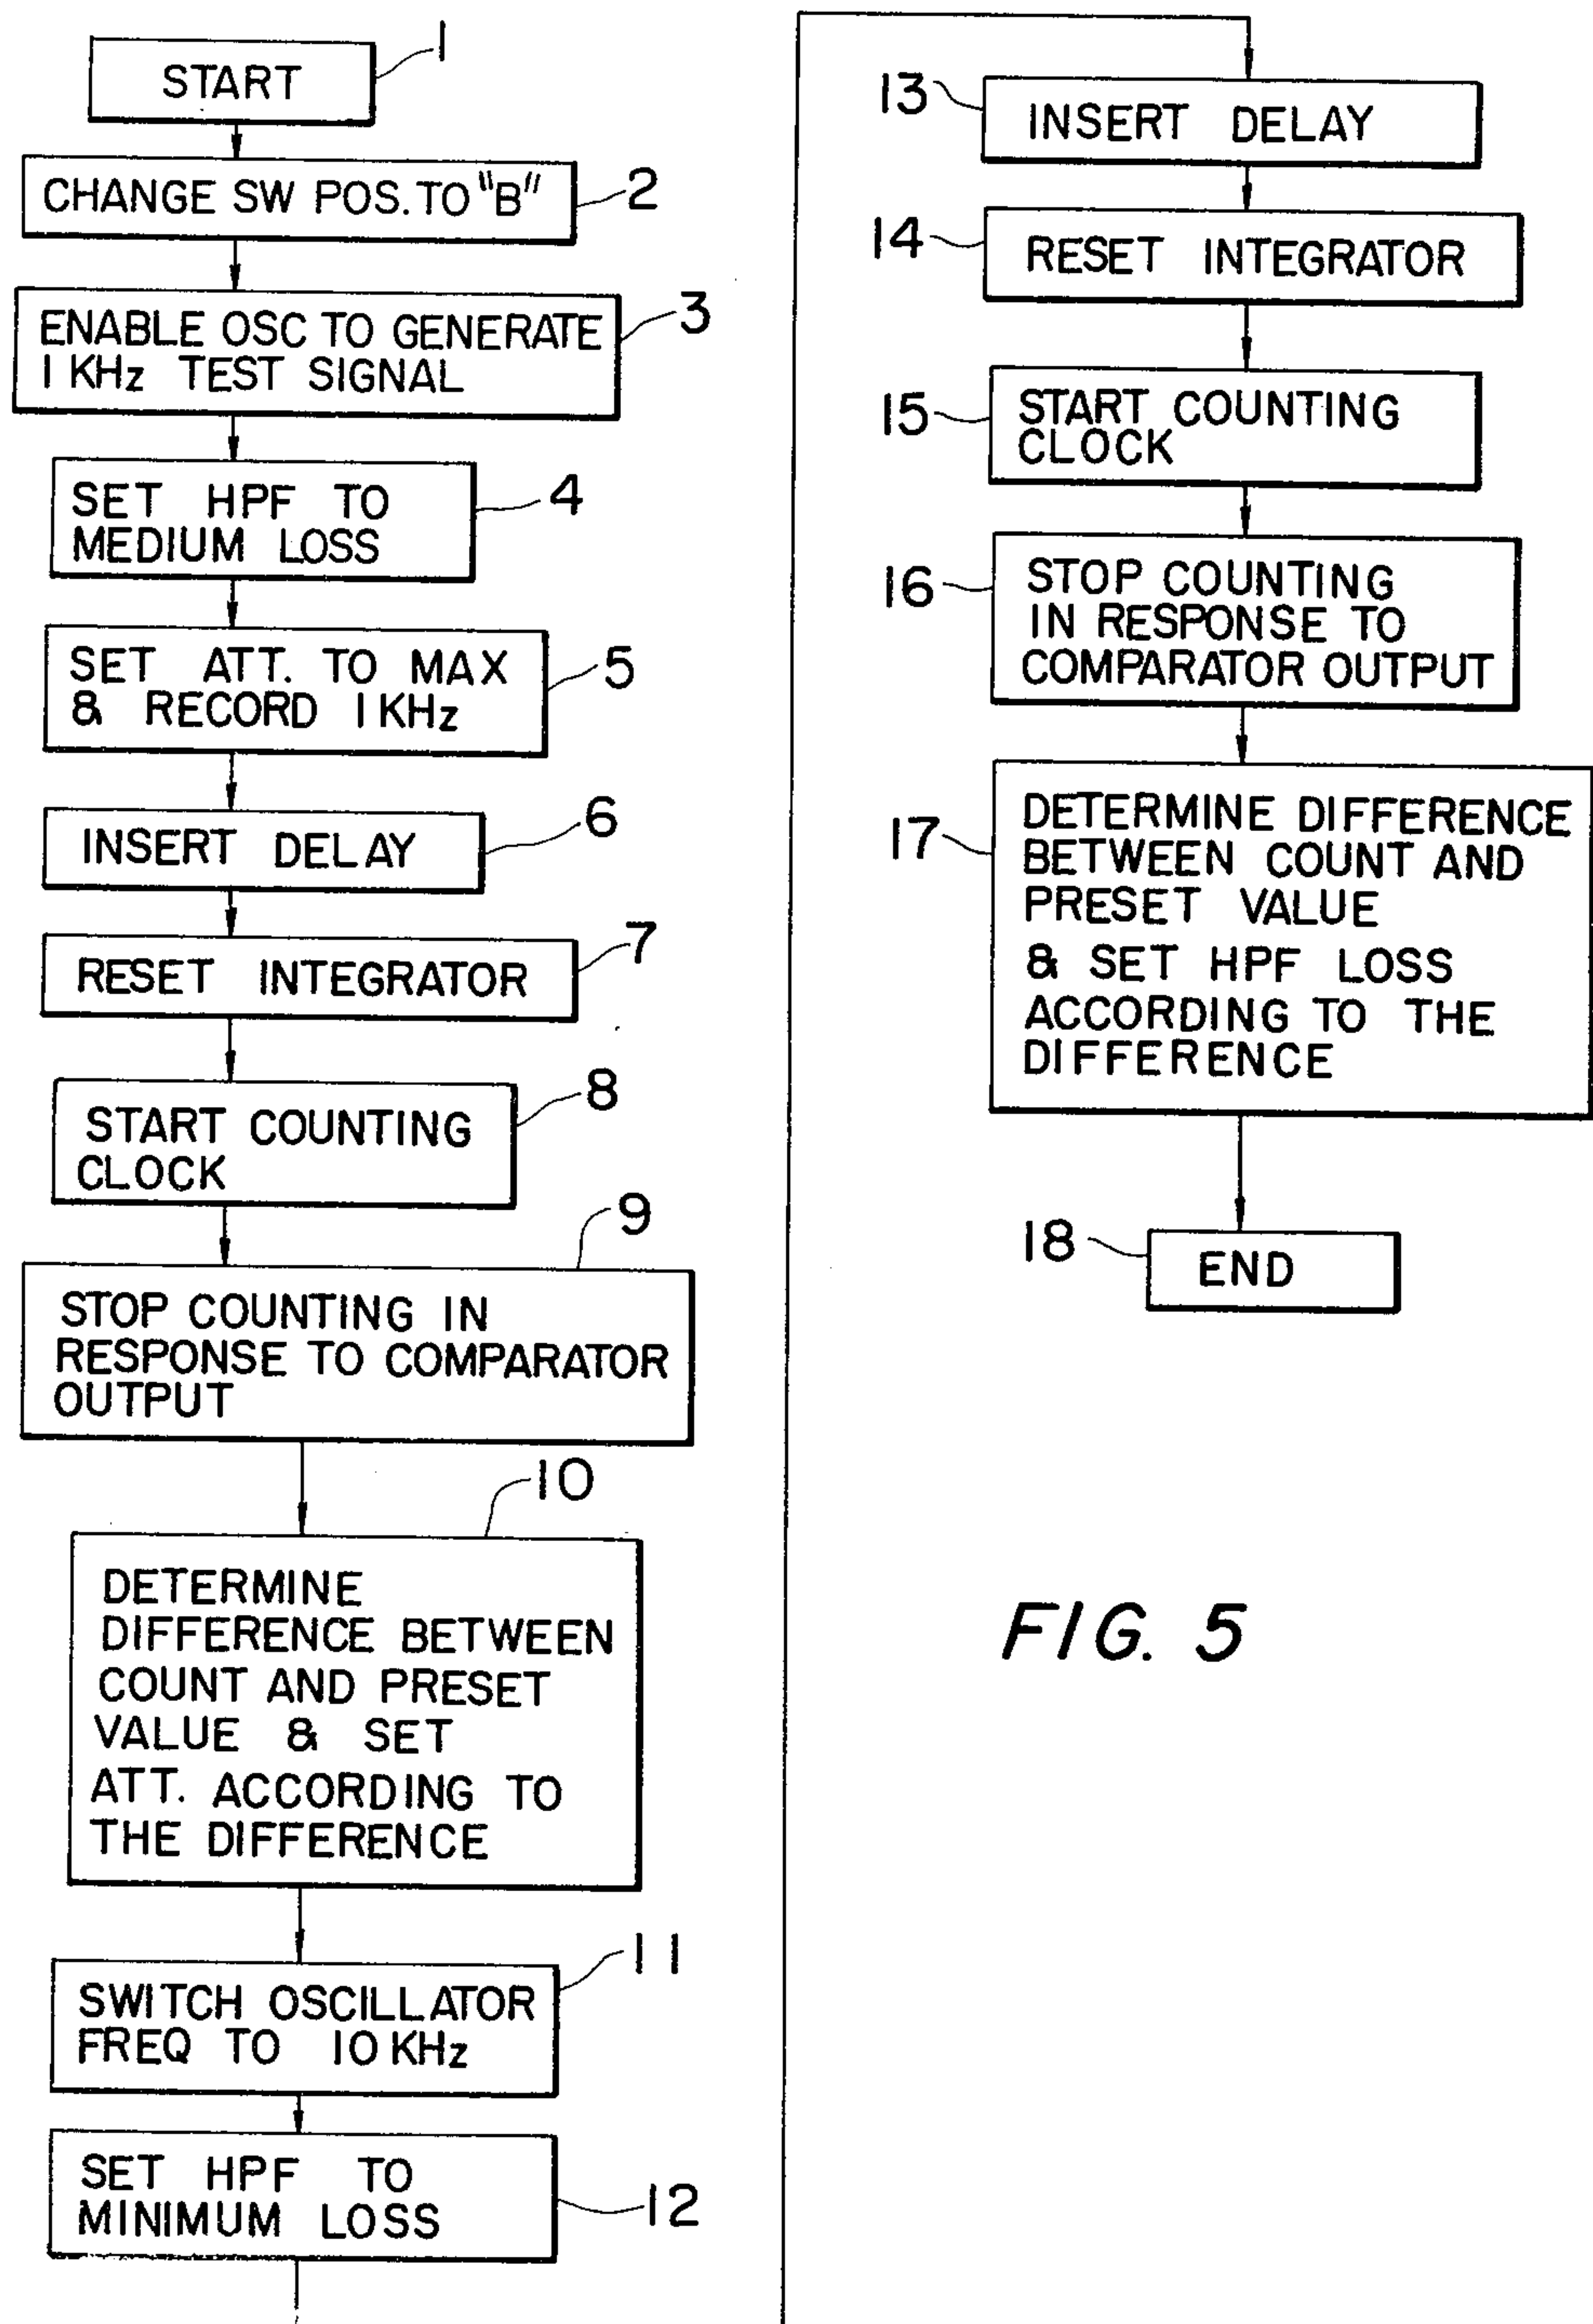 START
1
CHANGE SW POS. TO "B"
2
ENABLE OSC TO GENERATE
1 KHz TEST SIGNAL
3
SET HPF TO
MEDIUM LOSS
4
SET ATT. TO MAX
& RECORD 1 KHz
5
INSERT DELAY
6
RESET INTEGRATOR
7
START COUNTING
CLOCK
8
STOP COUNTING IN
RESPONSE TO COMPARATOR
OUTPUT
9
DETERMINE
DIFFERENCE BETWEEN
COUNT AND PRESET
VALUE & SET
ATT. ACCORDING TO
THE DIFFERENCE
10
SWITCH OSCILLATOR
FREQ TO 10 KHz
11
SET HPF TO
MINIMUM LOSS
12
13
INSERT DELAY
14
RESET INTEGRATOR
15
START COUNTING
CLOCK
16
STOP COUNTING
IN RESPONSE TO
COMPARATOR OUTPUT
17
DETERMINE DIFFERENCE
BETWEEN COUNT AND
PRESET VALUE
& SET HPF LOSS
ACCORDING TO THE
DIFFERENCE
18
END
FIG. 5